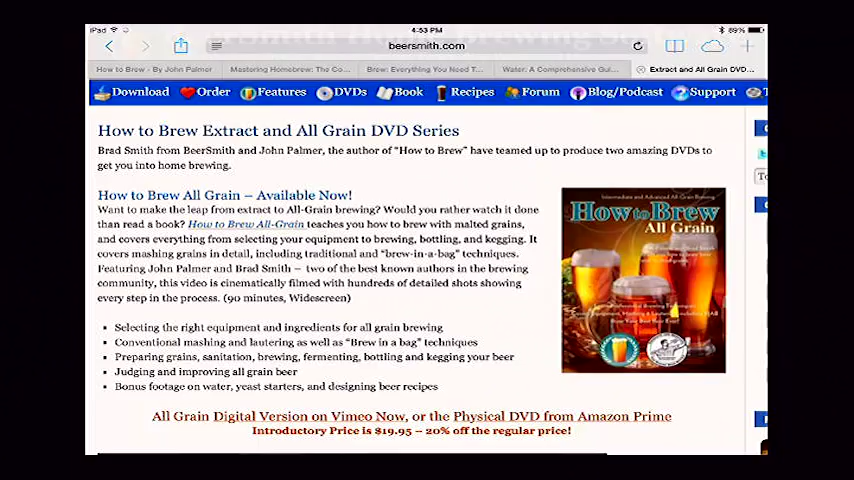 iPad
4:53 PM
89%
beersmith.com
How to Brew - By John Palmer
Mastering Homebrew: The Co...
Brew: Everything You Need T...
Water: A Comprehensive Gui...
Extract and All Grain DVD...
Download Order Features DVDs Book Recipes Forum Blog/Podcast Support
How to Brew Extract and All Grain DVD Series
Brad Smith from BeerSmith and John Palmer, the author of “How to Brew” have teamed up to produce two amazing DVDs to
get you into home brewing.
How to Brew All Grain – Available Now!
Want to make the leap from extract to All-Grain brewing? Would you rather watch it done
than read a book? How to Brew All-Grain teaches you how to brew with malted grains,
and covers everything from selecting your equipment to brewing, bottling, and kegging. It
covers mashing grains in detail, including traditional and “brew-in-a-bag” techniques.
Featuring John Palmer and Brad Smith – two of the best known authors in the brewing
community, this video is cinematically filmed with hundreds of detailed shots showing
every step in the process. (90 minutes, Widescreen)
Intermediate and Advanced All Grain Brewing
How to Brew
All Grain
Selecting the right equipment and ingredients for all grain brewing
Conventional mashing and lautering as well as “Brew in a bag” techniques
Preparing grains, sanitation, brewing, fermenting, bottling and kegging your beer
Judging and improving all grain beer
Bonus footage on water, yeast starters, and designing beer recipes
All Grain Digital Version on Vimeo Now, or the Physical DVD from Amazon Prime
Introductory Price is $19.95 – 20% off the regular price!